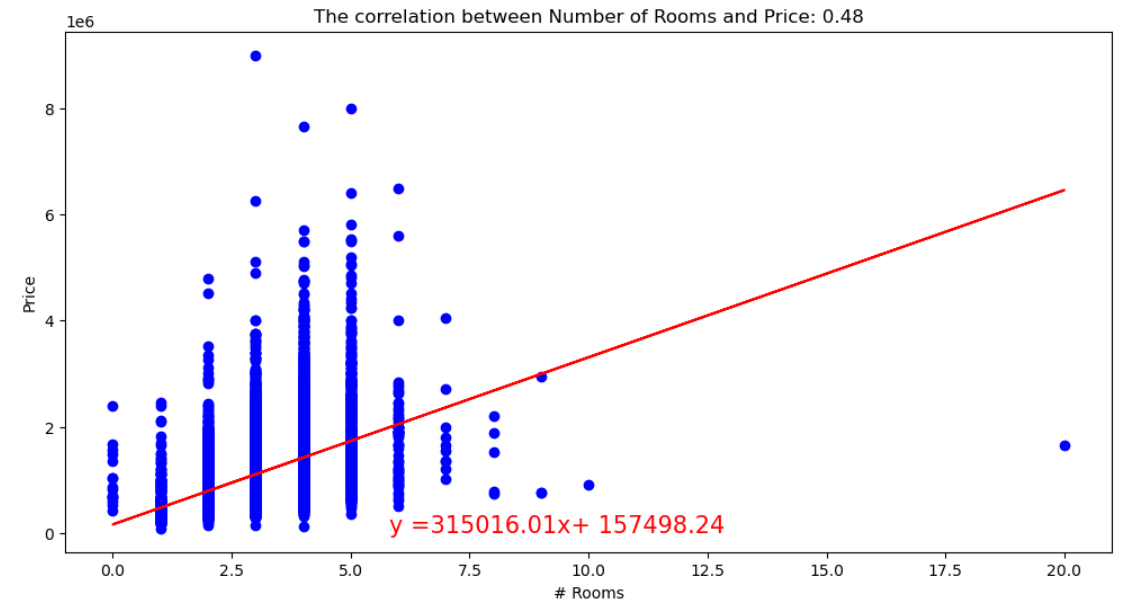 The correlation between Number of Rooms and Price: 0.48
1e6
8
6
4
2
0
Price
y =315016.01x+ 157498.24
0.0 2.5 5.0 7.5 10.0 12.5 15.0 17.5 20.0
# Rooms